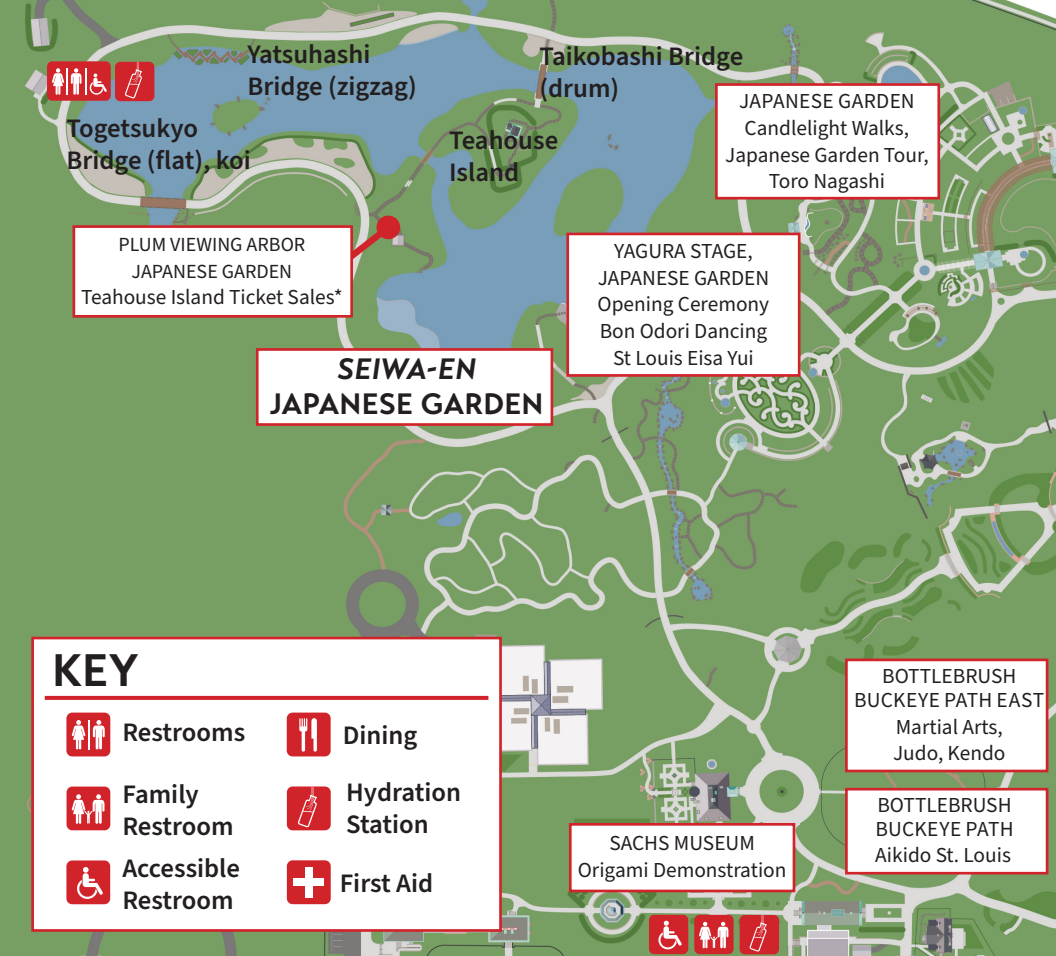 Yatsuhashi
Bridge (zigzag)
Taikobashi Bridge
(drum)
Togetsukyo
Bridge (flat), koi
Teahouse
Island
JAPANESE GARDEN
Candlelight Walks,
Japanese Garden Tour,
Toro Nagashi
PLUM VIEWING ARBOR
JAPANESE GARDEN
Teahouse Island Ticket Sales*
YAGURA STAGE,
JAPANESE GARDEN
Opening Ceremony
Bon Odori Dancing
St Louis Eisa Yui
SEIWA-EN
JAPANESE GARDEN
KEY
Restrooms
Dining
Family
Restroom
Hydration
Station
Accessible
Restroom
First Aid
BOTTLEBRUSH
BUCKEYE PATH EAST
Martial Arts,
Judo, Kendo
BOTTLEBRUSH
BUCKEYE PATH
Aikido St. Louis
SACHS MUSEUM
Origami Demonstration